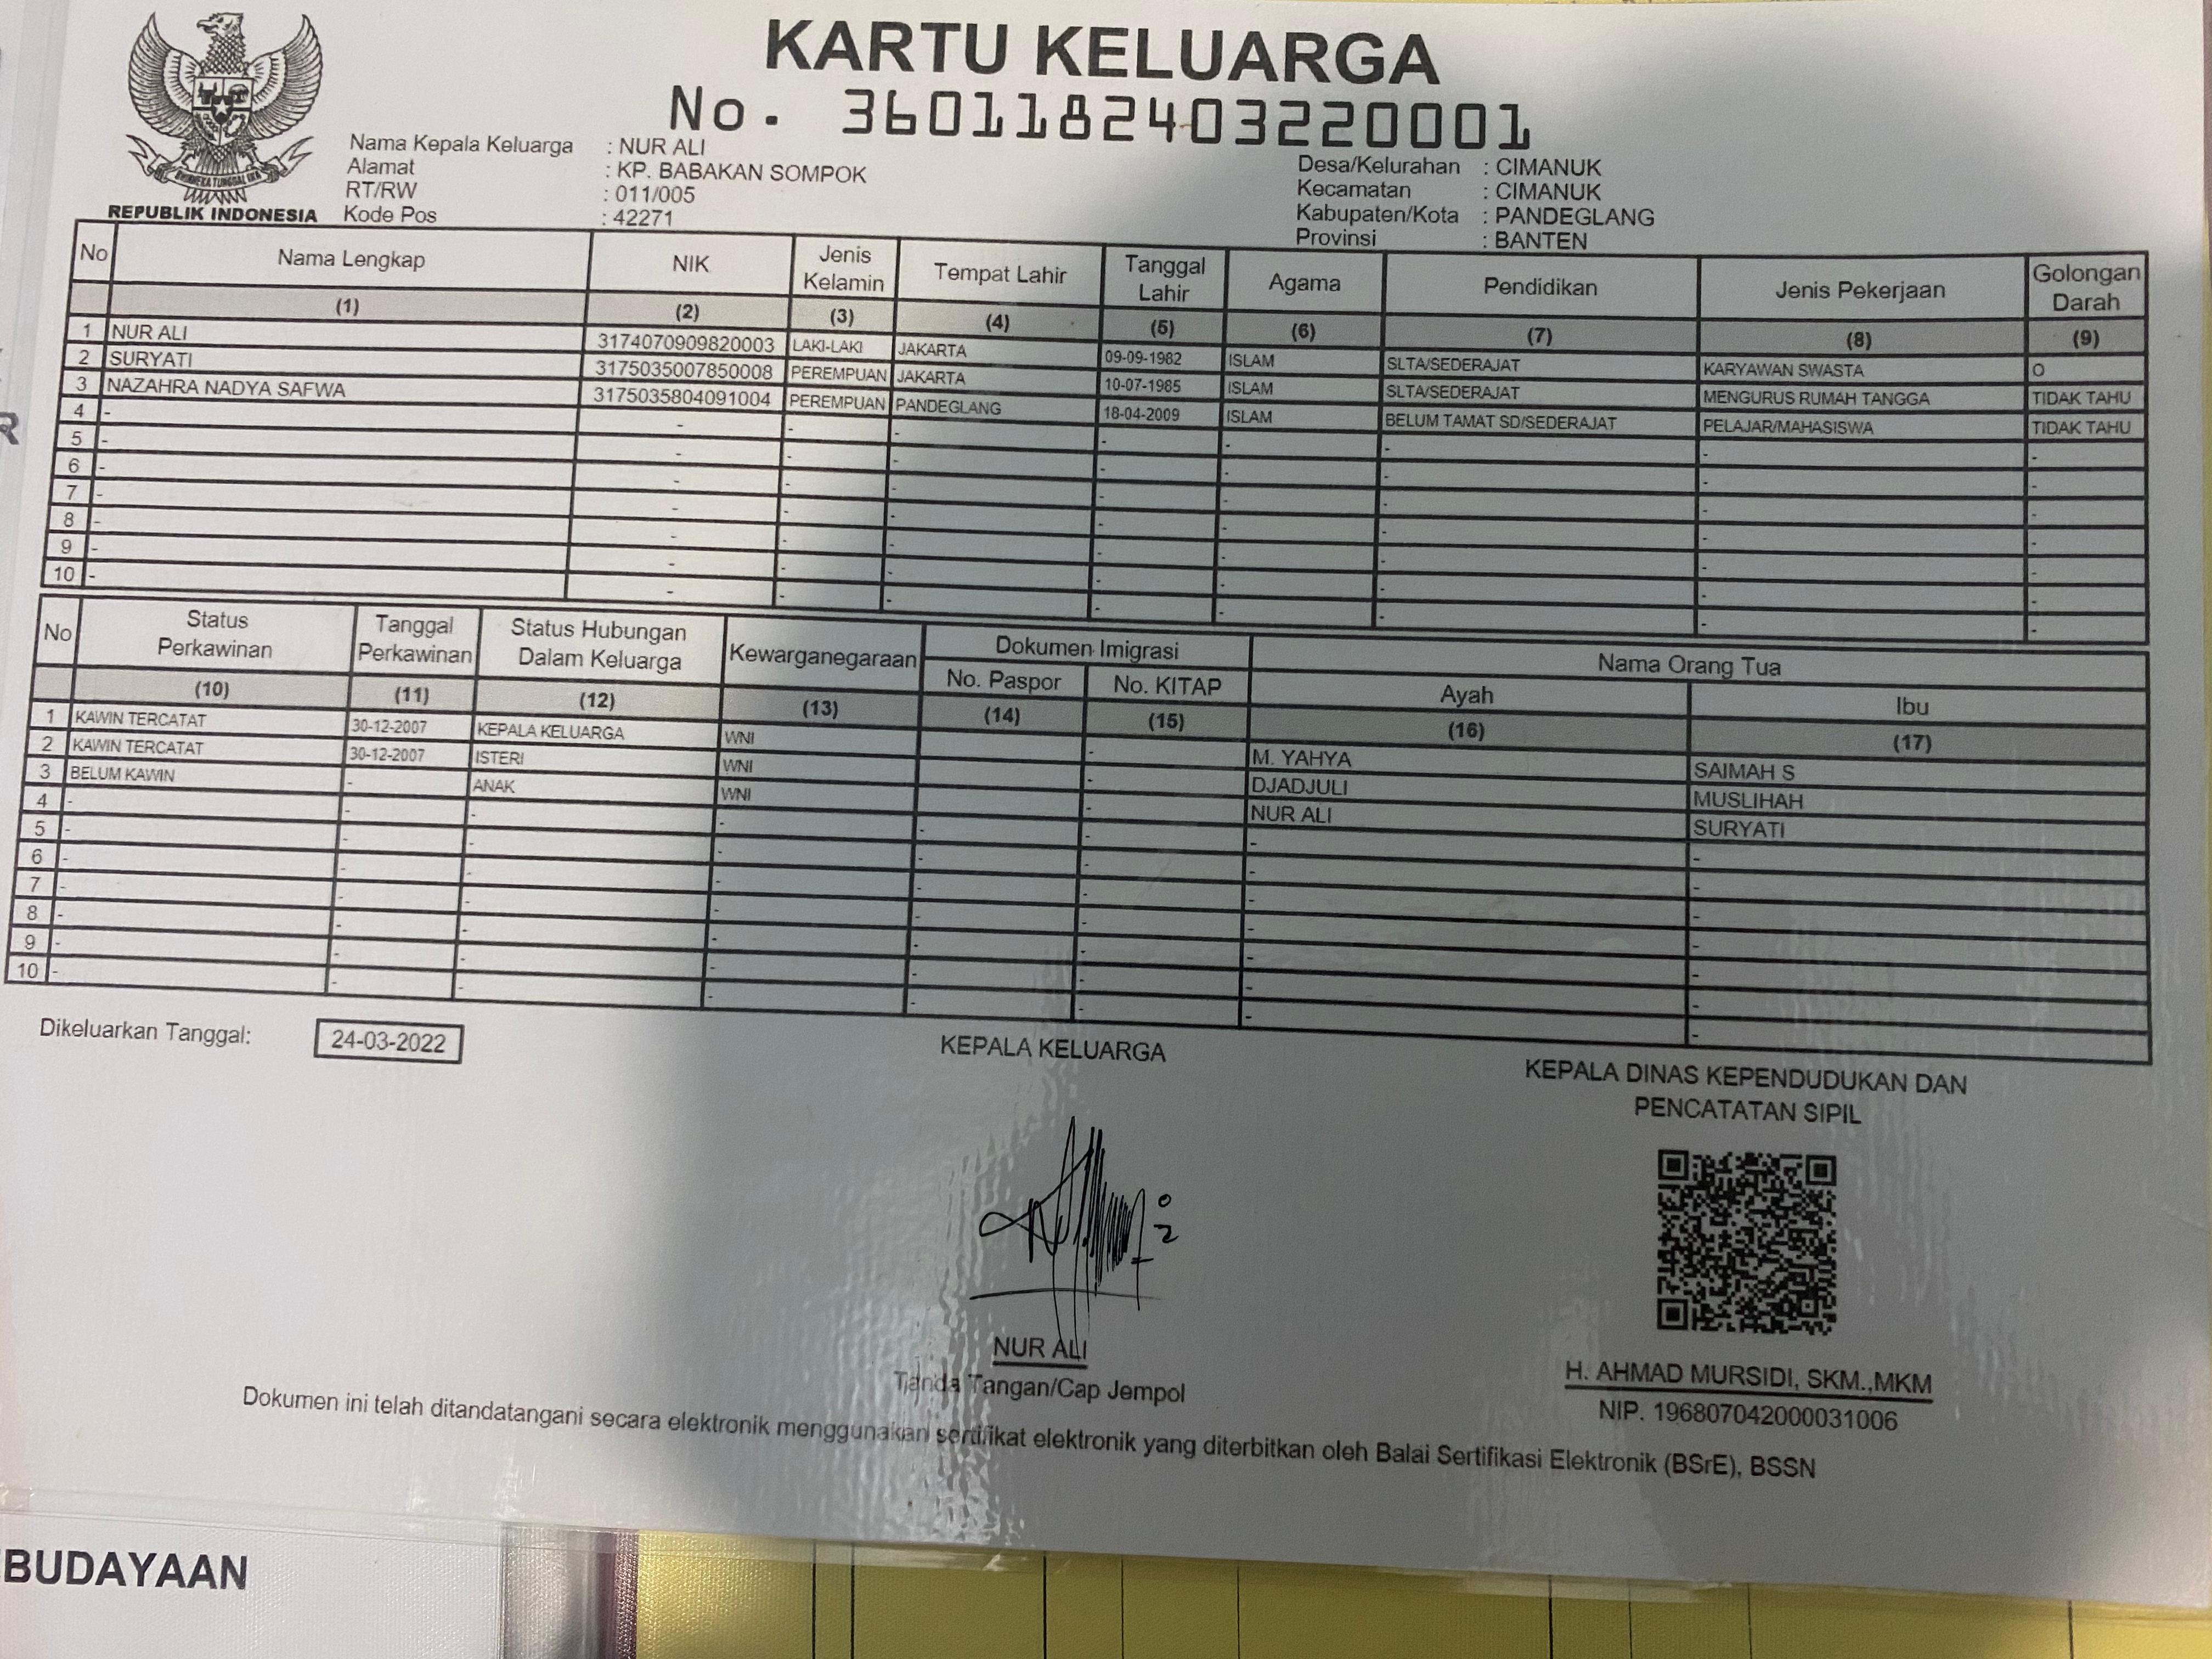 KARTU KELUARGA
No. 3601182403220001
BHINNEKA TUNGGAL IKA
REPUBLIK INDONESIA
Nama Kepala Keluarga : NUR ALI
Alamat : KP. BABAKAN SOMPOK
RT/RW : 011/005
Kode Pos : 42271
Desa/Kelurahan : CIMANUK
Kecamatan : CIMANUK
Kabupaten/Kota : PANDEGLANG
Provinsi : BANTEN
No Nama Lengkap NIK Jenis Kelamin Tempat Lahir Tanggal Lahir Agama Pendidikan Jenis Pekerjaan Golongan Darah
(1) (2) (3) (4) (5) (6) (7) (8) (9)
1 NUR ALI 3174070909820003 LAKI-LAKI JAKARTA 09-09-1982 ISLAM SLTA/SEDERAJAT KARYAWAN SWASTA O
2 SURYATI 3175035007850008 PEREMPUAN JAKARTA 10-07-1985 ISLAM SLTA/SEDERAJAT MENGURUS RUMAH TANGGA TIDAK TAHU
3 NAZAHRA NADYA SAFWA 3175035804091004 PEREMPUAN PANDEGLANG 18-04-2009 ISLAM BELUM TAMAT SD/SEDERAJAT PELAJAR/MAHASISWA TIDAK TAHU
4 - - - - - - - - -
5 - - - - - - - - -
6 - - - - - - - - -
7 - - - - - - - - -
8 - - - - - - - - -
9 - - - - - - - - -
10 - - - - - - - - -
No Status Perkawinan Tanggal Perkawinan Status Hubungan Dalam Keluarga Kewarganegaraan Dokumen Imigrasi Nama Orang Tua
No. Paspor No. KITAP Ayah Ibu
(10) (11) (12) (13) (14) (15) (16) (17)
1 KAWIN TERCATAT 30-12-2007 KEPALA KELUARGA WNI - M. YAHYA SAIMAH S
2 KAWIN TERCATAT 30-12-2007 ISTERI WNI - DJADJULI MUSLIHAH
3 BELUM KAWIN - ANAK WNI - NUR ALI SURYATI
4 - - - - - - - -
5 - - - - - - - -
6 - - - - - - - -
7 - - - - - - - -
8 - - - - - - - -
9 - - - - - - - -
10 - - - - - - - -
Dikeluarkan Tanggal: 24-03-2022
KEPALA KELUARGA
NUR ALI
Tanda Tangan/Cap Jempol
KEPALA DINAS KEPENDUDUKAN DAN
PENCATATAN SIPIL
H. AHMAD MURSIDI, SKM.,MKM
NIP. 196807042000031006
Dokumen ini telah ditandatangani secara elektronik menggunakan sertifikat elektronik yang diterbitkan oleh Balai Sertifikasi Elektronik (BSrE), BSSN
EBUDAYAAN
R